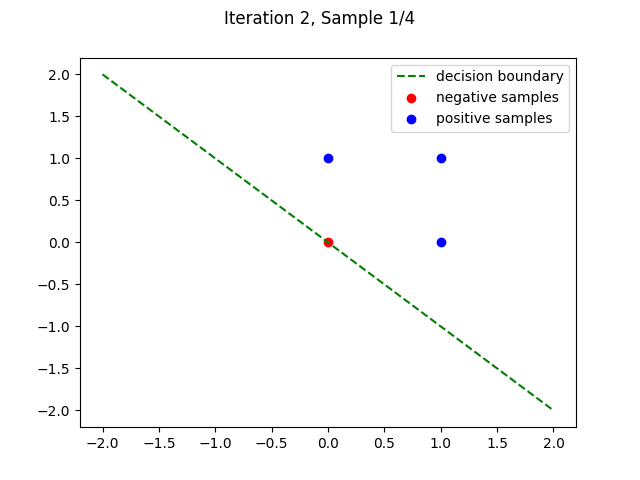 Iteration 2, Sample 1/4
decision boundary
negative samples
positive samples
2.0
1.5
1.0
0.5
0.0
−0.5
−1.0
−1.5
−2.0
−2.0 −1.5 −1.0 −0.5 0.0 0.5 1.0 1.5 2.0